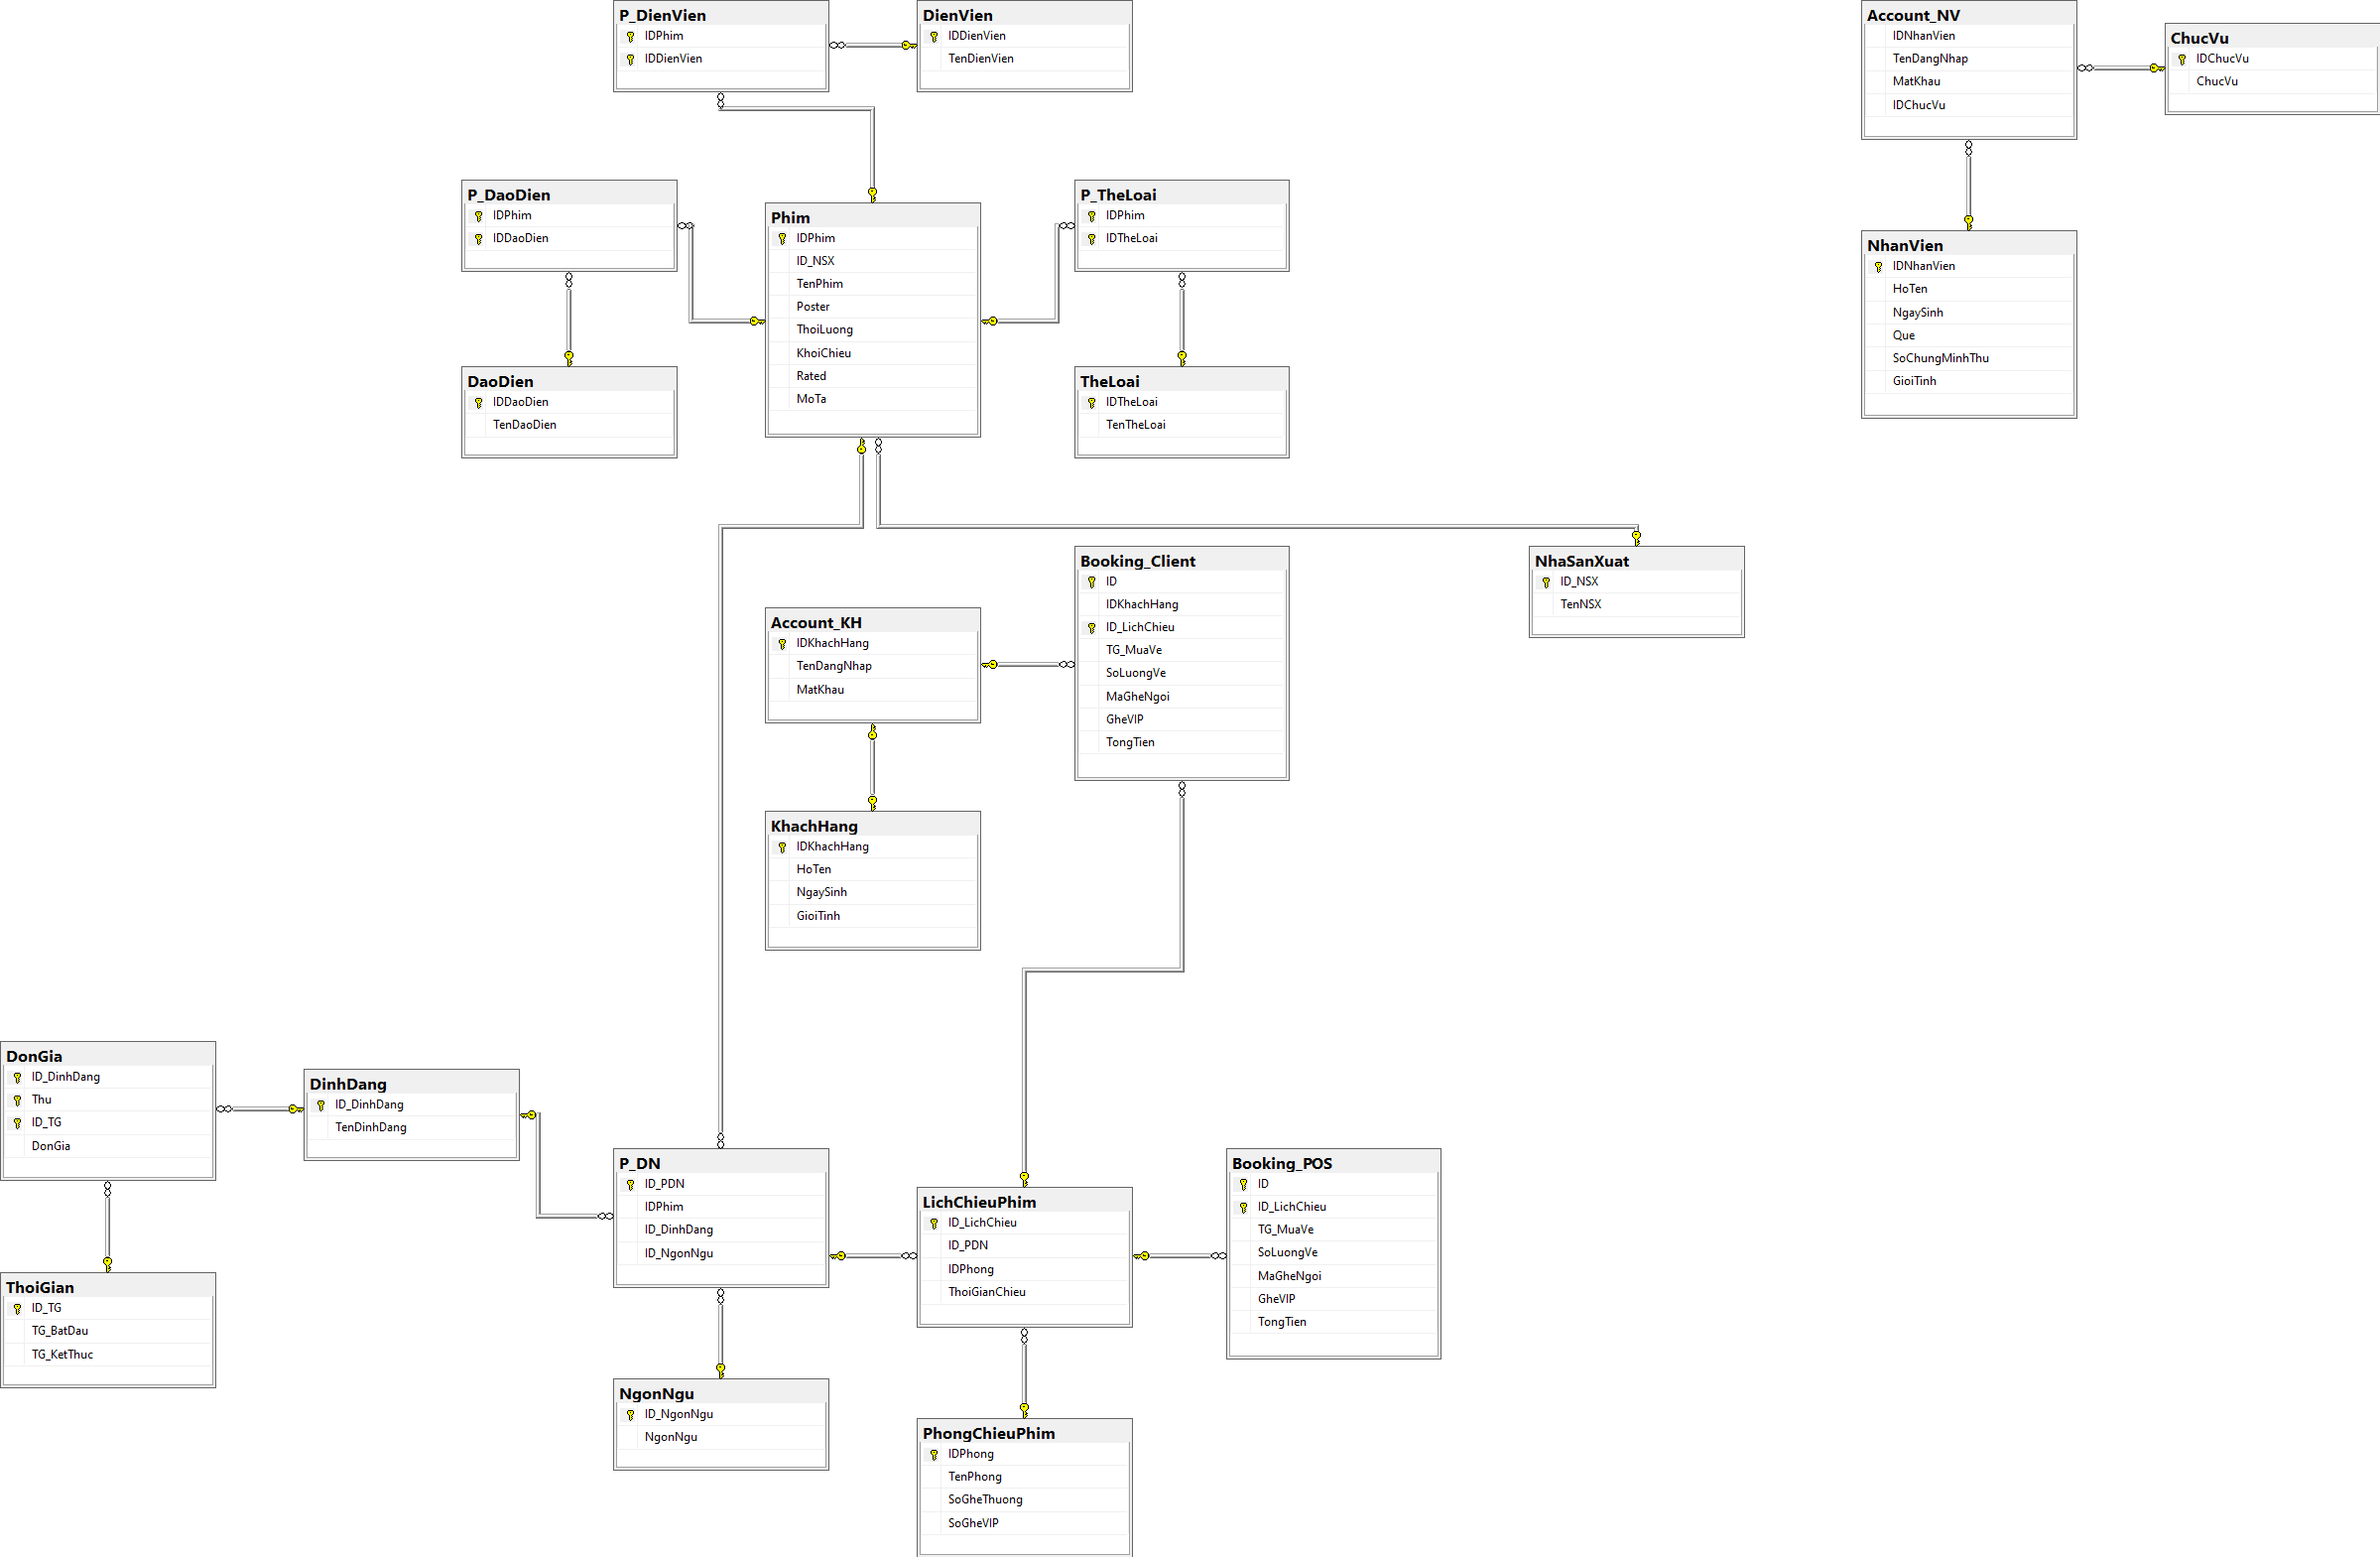 P_DienVien
IDPhim
IDDienVien
DienVien
IDDienVien
TenDienVien
Account_NV
IDNhanVien
TenDangNhap
MatKhau
IDChucVu
ChucVu
IDChucVu
ChucVu
P_DaoDien
IDPhim
IDDaoDien
Phim
IDPhim
ID_NSX
TenPhim
Poster
ThoiLuong
KhoiChieu
Rated
MoTa
P_TheLoai
IDPhim
IDTheLoai
NhanVien
IDNhanVien
HoTen
NgaySinh
Que
SoChungMinhThu
GioiTinh
DaoDien
IDDaoDien
TenDaoDien
TheLoai
IDTheLoai
TenTheLoai
Booking_Client
ID
IDKhachHang
ID_LichChieu
TG_MuaVe
SoLuongVe
MaGheNgoi
GheVIP
TongTien
NhaSanXuat
ID_NSX
TenNSX
Account_KH
IDKhachHang
TenDangNhap
MatKhau
KhachHang
IDKhachHang
HoTen
NgaySinh
GioiTinh
DonGia
ID_DinhDang
Thu
ID_TG
DonGia
DinhDang
ID_DinhDang
TenDinhDang
P_DN
ID_PDN
IDPhim
ID_DinhDang
ID_NgonNgu
LichChieuPhim
ID_LichChieu
ID_PDN
IDPhong
ThoiGianChieu
Booking_POS
ID
ID_LichChieu
TG_MuaVe
SoLuongVe
MaGheNgoi
GheVIP
TongTien
ThoiGian
ID_TG
TG_BatDau
TG_KetThuc
NgonNgu
ID_NgonNgu
NgonNgu
PhongChieuPhim
IDPhong
TenPhong
SoGheThuong
SoGheVIP